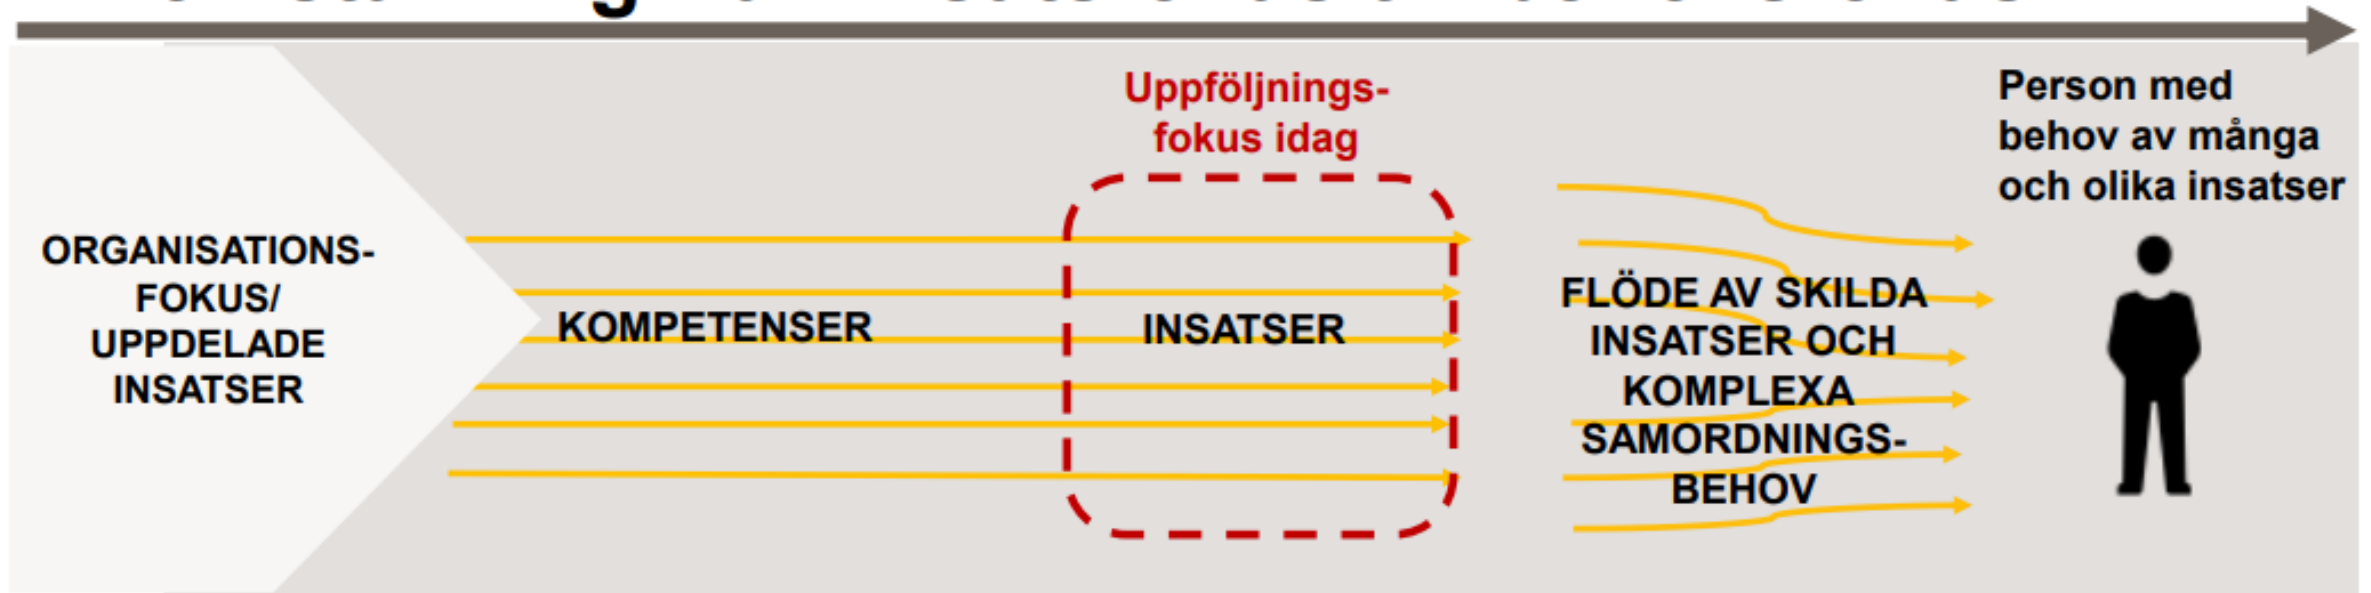 Uppföljnings-
fokus idag
Person med
behov av många
och olika insatser
ORGANISATIONS-
FOKUS/
UPPDELADE
INSATSER
KOMPETENSER
INSATSER
FLÖDE AV SKILDA
INSATSER OCH
KOMPLEXA
SAMORDNINGS-
BEHOV